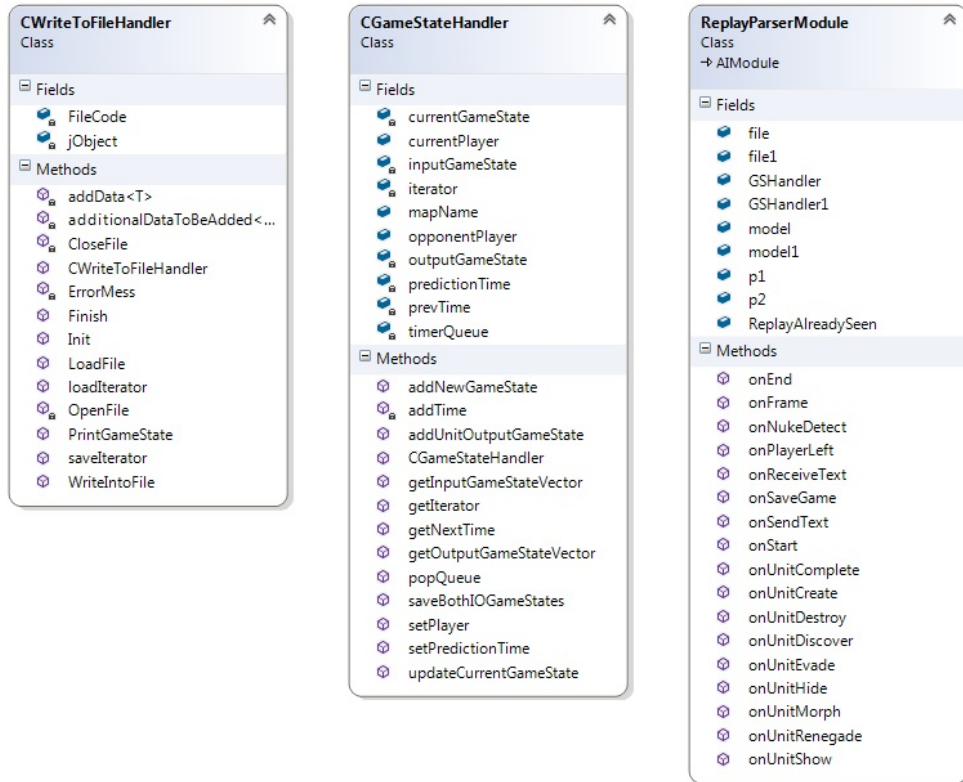 CWriteToFileHandler
Class
Fields
FileCode
jObject
Methods
addData<T>
additionalDataToBeAdded<...
CloseFile
CWriteToFileHandler
ErrorMess
Finish
Init
LoadFile
loadIterator
OpenFile
PrintGameState
saveIterator
WriteIntoFile
CGameStateHandler
Class
Fields
currentGameState
currentPlayer
inputGameState
iterator
mapName
opponentPlayer
outputGameState
predictionTime
prevTime
timerQueue
Methods
addNewGameState
addTime
addUnitOutputGameState
CGameStateHandler
getInputGameStateVector
getIterator
getNextTime
getOutputGameStateVector
popQueue
saveBothIOGameStates
setPlayer
setPredictionTime
updateCurrentGameState
ReplayParserModule
Class
AIModule
Fields
file
file1
GSHandler
GSHandler1
model
model1
p1
p2
ReplayAlreadySeen
Methods
onEnd
onFrame
onNukeDetect
onPlayerLeft
onReceiveText
onSaveGame
onSendText
onStart
onUnitComplete
onUnitCreate
onUnitDestroy
onUnitDiscover
onUnitEvade
onUnitHide
onUnitMorph
onUnitRenegade
onUnitShow